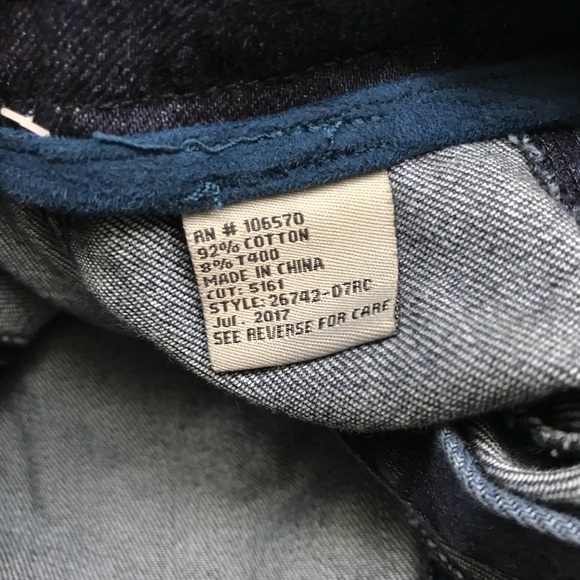 RN # 106570
92% COTTON
8% T400
MADE IN CHINA
CUT: 5161
STYLE: 26742-D7RC
Jul. 2017
SEE REVERSE FOR CARE